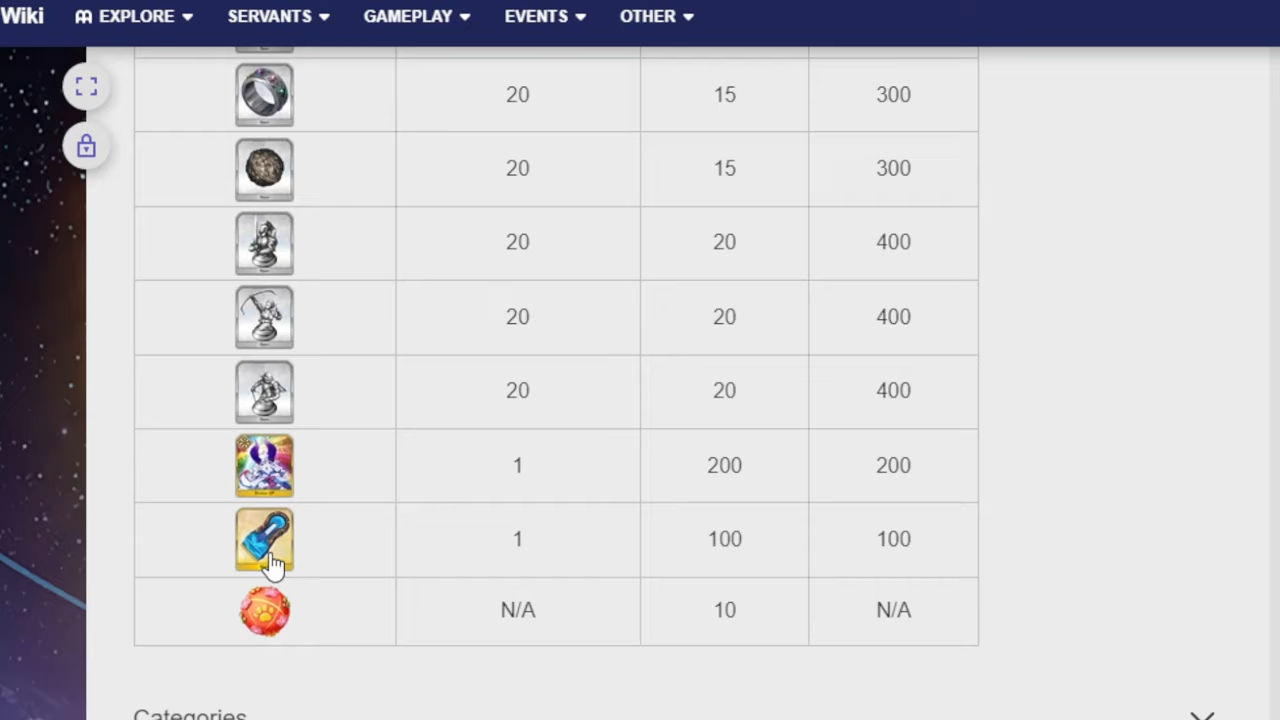 Wiki EXPLORE SERVANTS GAMEPLAY EVENTS OTHER
20 15 300
20 15 300
20 20 400
20 20 400
20 20 400
1 200 200
1 100 100
N/A 10 N/A
Categories